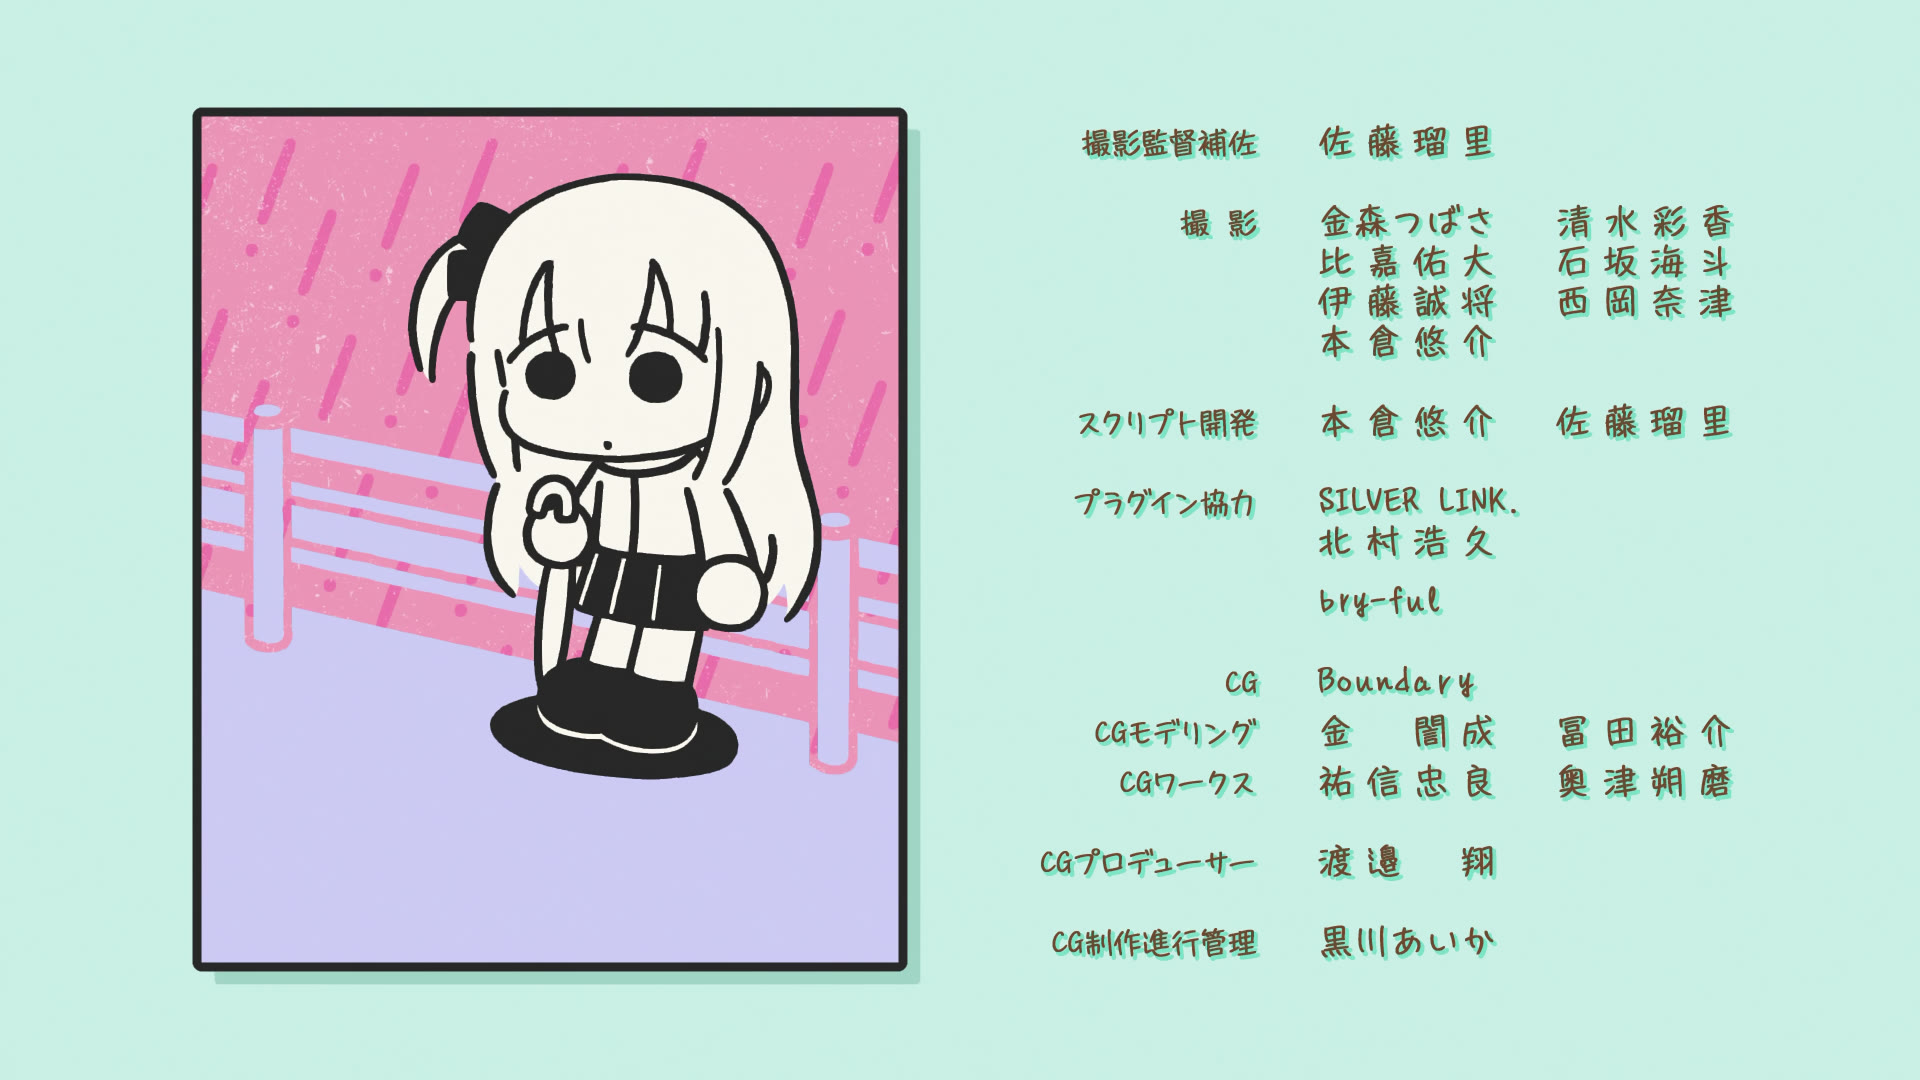 撮影監督補佐 佐藤瑠里
撮影 金森つばさ 清水彩香
比嘉佑大 石坂海斗
伊藤誠将 西岡奈津
本倉悠介
スクリプト開発 本倉悠介 佐藤瑠里
プラグイン協力 SILVER LINK.
北村浩久
bry-ful
CG Boundary
CGモデリング 金 誾成 冨田裕介
CGワークス 祐信忠良 奥津朔磨
CGプロデューサー 渡邉 翔
CG制作進行管理 黒川あいか